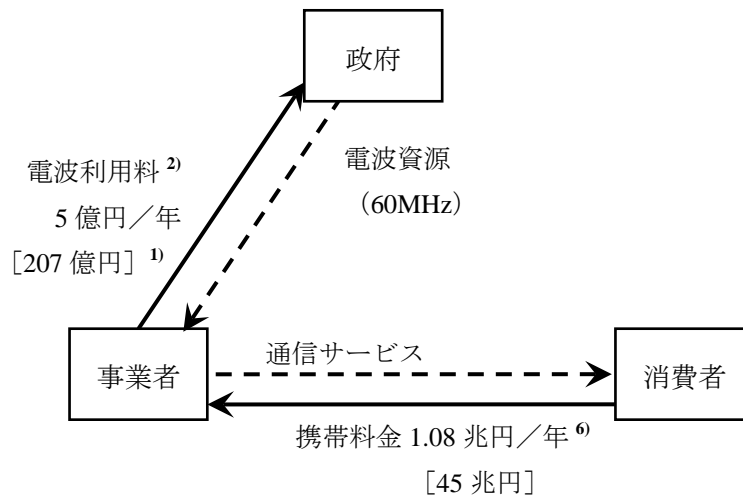 政府
電波利用料 2)
5 億円／年
［207 億円］ 1)
電波資源
（60MHz）
事業者
通信サービス
消費者
携帯料金 1.08 兆円／年 6)
［45 兆円］